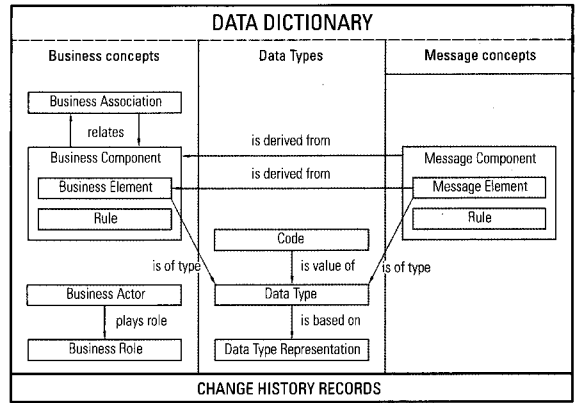 DATA DICTIONARY
Business concepts
Data Types
Message concepts
Business Association
relates
Business Component
Business Element
Rule
is derived from
is derived from
Message Component
Message Element
Rule
Code
is of type
is value of
is of type
Business Actor
Data Type
plays role
is based on
Business Role
Data Type Representation
CHANGE HISTORY RECORDS